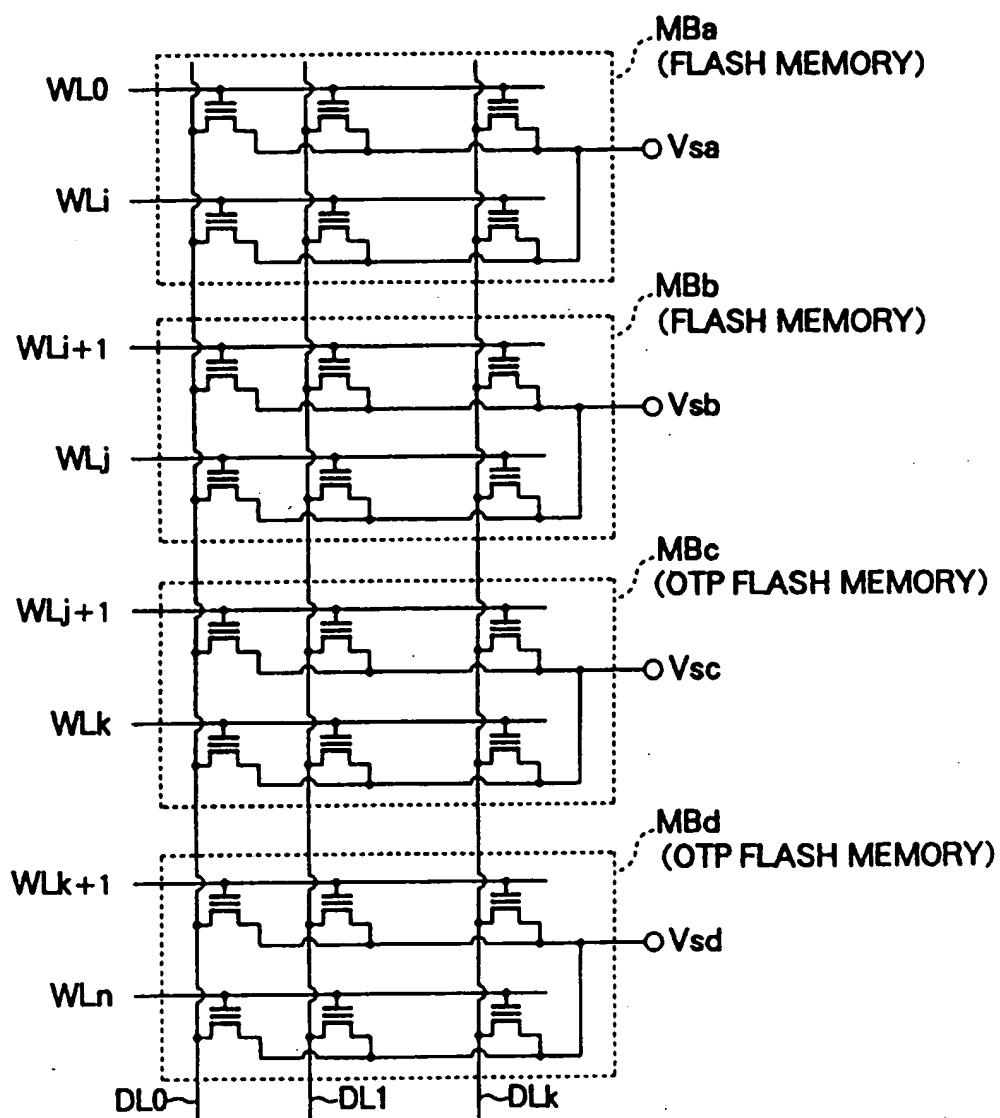 MBa
(FLASH MEMORY)
WL0
Vsa
WLi
MBb
(FLASH MEMORY)
WLi+1
Vsb
WLj
MBc
(OTP FLASH MEMORY)
WLj+1
Vsc
WLk
MBd
(OTP FLASH MEMORY)
WLk+1
Vsd
WLn
DL0 DL1 DLk